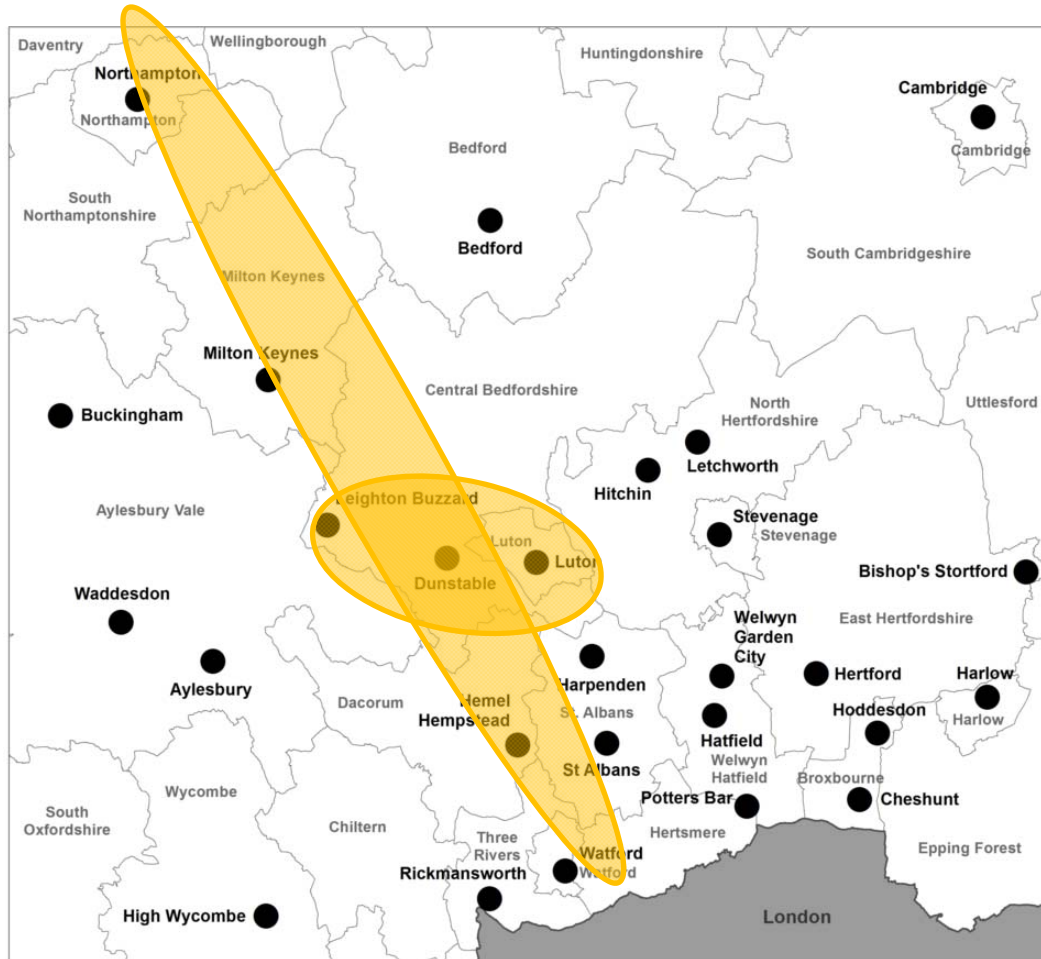 Daventry
Wellingborough
Huntingdonshire
Northampton
Northampton
Cambridge
Cambridge
Bedford
South
Northamptonshire
Bedford
South Cambridgeshire
Milton Keynes
Milton Keynes
Central Bedfordshire
North
Hertfordshire
Uttlesford
Buckingham
Letchworth
Hitchin
Leighton Buzzard
Aylesbury Vale
Stevenage
Stevenage
Luton
Luton
Dunstable
Bishop's Stortford
Waddesdon
East Hertfordshire
Welwyn
Garden
City
Aylesbury
Harpenden
Hertford
Harlow
Harlow
Dacorum
Hemel
Hempstead
St. Albans
Hoddesdon
Hatfield
St Albans
Welwyn
Hatfield
Broxbourne
Wycombe
Potters Bar
Cheshunt
South
Oxfordshire
Chiltern
Three
Rivers
Hertsmere
Epping Forest
Watford
Watford
Rickmansworth
High Wycombe
London